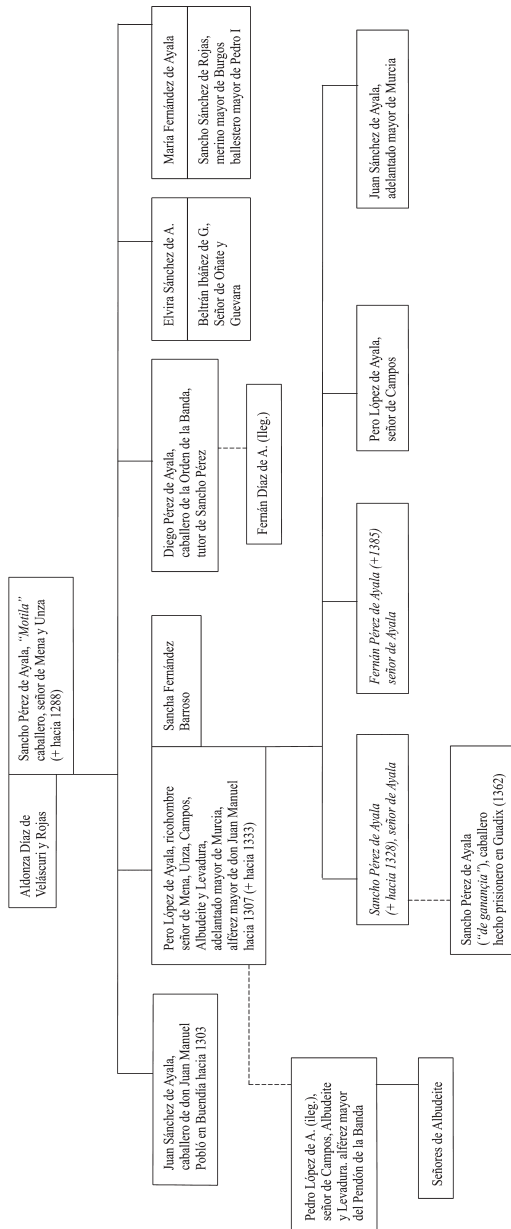 Aldonza Díaz de
Veláscuri y Rojas
Sancho Pérez de Ayala, “Motila”
caballero, señor de Mena y Unza
(+ hacia 1288)
Juan Sánchez de Ayala,
caballero de don Juan Manuel
Pobló en Buendía hacia 1303
Pero López de Ayala, ricohombre
señor de Mena, Unza, Campos,
Albudeite y Levadura,
adelantado mayor de Murcia,
alférez mayor de don Juan Manuel
hacia 1307 (+ hacia 1333)
Sancha Fernández
Barroso
Diego Pérez de Ayala,
caballero de la Orden de la Banda,
tutor de Sancho Pérez
Elvira Sánchez de A.
Beltrán Ibáñez de G,
Señor de Oñate y
Guevara
María Fernández de Ayala
Sancho Sánchez de Rojas,
merino mayor de Burgos
ballestero mayor de Pedro I
Fernán Díaz de A. (Ileg.)
Pedro López de A. (ileg.),
señor de Campos, Albudeite
y Levadura. alférez mayor
del Pendón de la Banda
Sancho Pérez de Ayala
(+ hacia 1328), señor de Ayala
Fernán Pérez de Ayala (+1385)
señor de Ayala
Pero López de Ayala,
señor de Campos
Juan Sánchez de Ayala,
adelantado mayor de Murcia
Señores de Albudeite
Sancho Pérez de Ayala
(“de ganançia”), caballero
hecho prisionero en Guadix (1362)